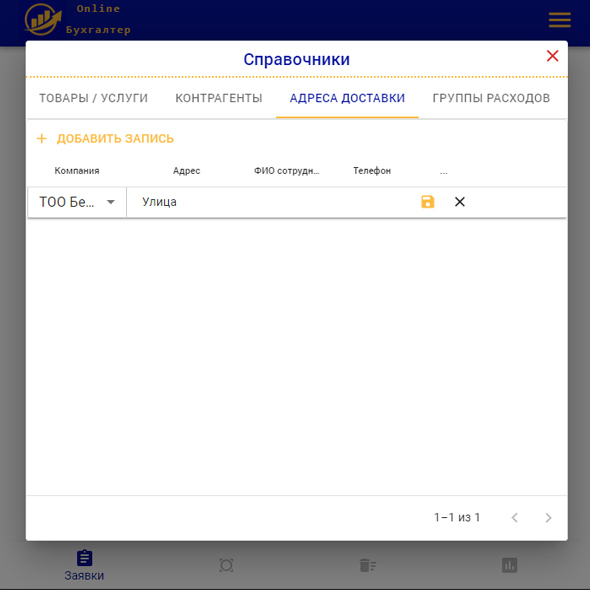 Online
Бухгалтер
Справочники
ТОВАРЫ / УСЛУГИ КОНТРАГЕНТЫ АДРЕСА ДОСТАВКИ ГРУППЫ РАСХОДОВ
+ ДОБАВИТЬ ЗАПИСЬ
Компания Адрес ФИО сотрудн... Телефон ...
ТОО Бе... Улица
1–1 из 1
Заявки